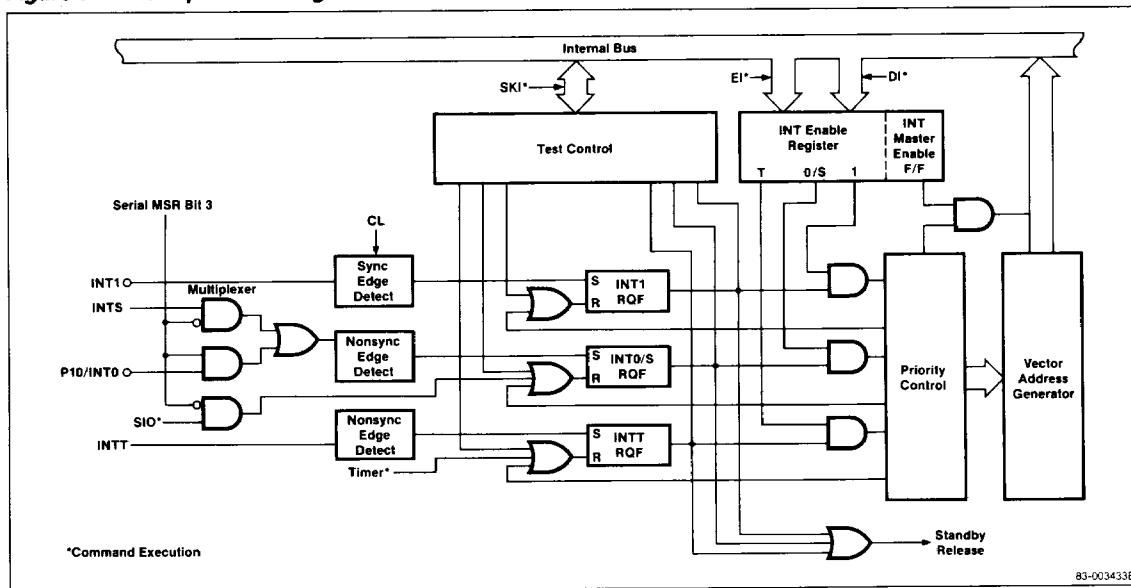 Internal Bus
SKI*
EI*
DI*
Test Control
INT Enable
Register
T 0/S 1
INT
Master
Enable
F/F
Serial MSR Bit 3
CL
INT1
Sync
Edge
Detect
S
R
INT1
RQF
INTS
Multiplexer
P10/INT0
Nonsync
Edge
Detect
S
R
INT0/S
RQF
SIO*
INTT
Nonsync
Edge
Detect
Timer*
S
R
INTT
RQF
Priority
Control
Vector
Address
Generator
Standby
Release
*Command Execution